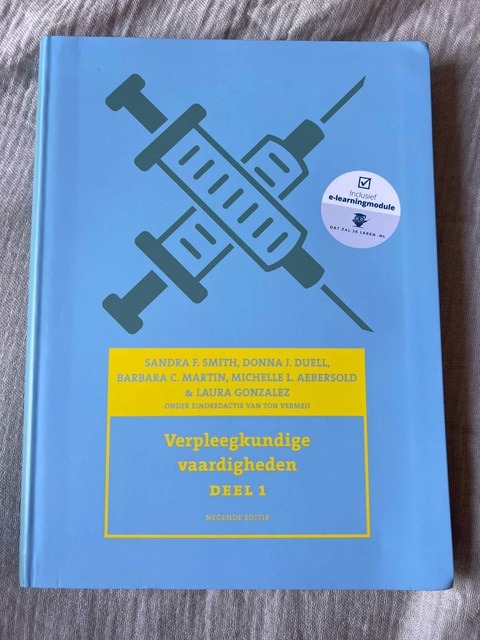 Inclusief
e-learningmodule
DAT ZAL JE LEREN .NL
SANDRA F. SMITH, DONNA J. DUELL,
BARBARA C. MARTIN, MICHELLE L. AEBERSOLD
& LAURA GONZALEZ
ONDER EINDREDACTIE VAN TON VERMEIJ
Verpleegkundige
vaardigheden
DEEL 1
NEGENDE EDITIE